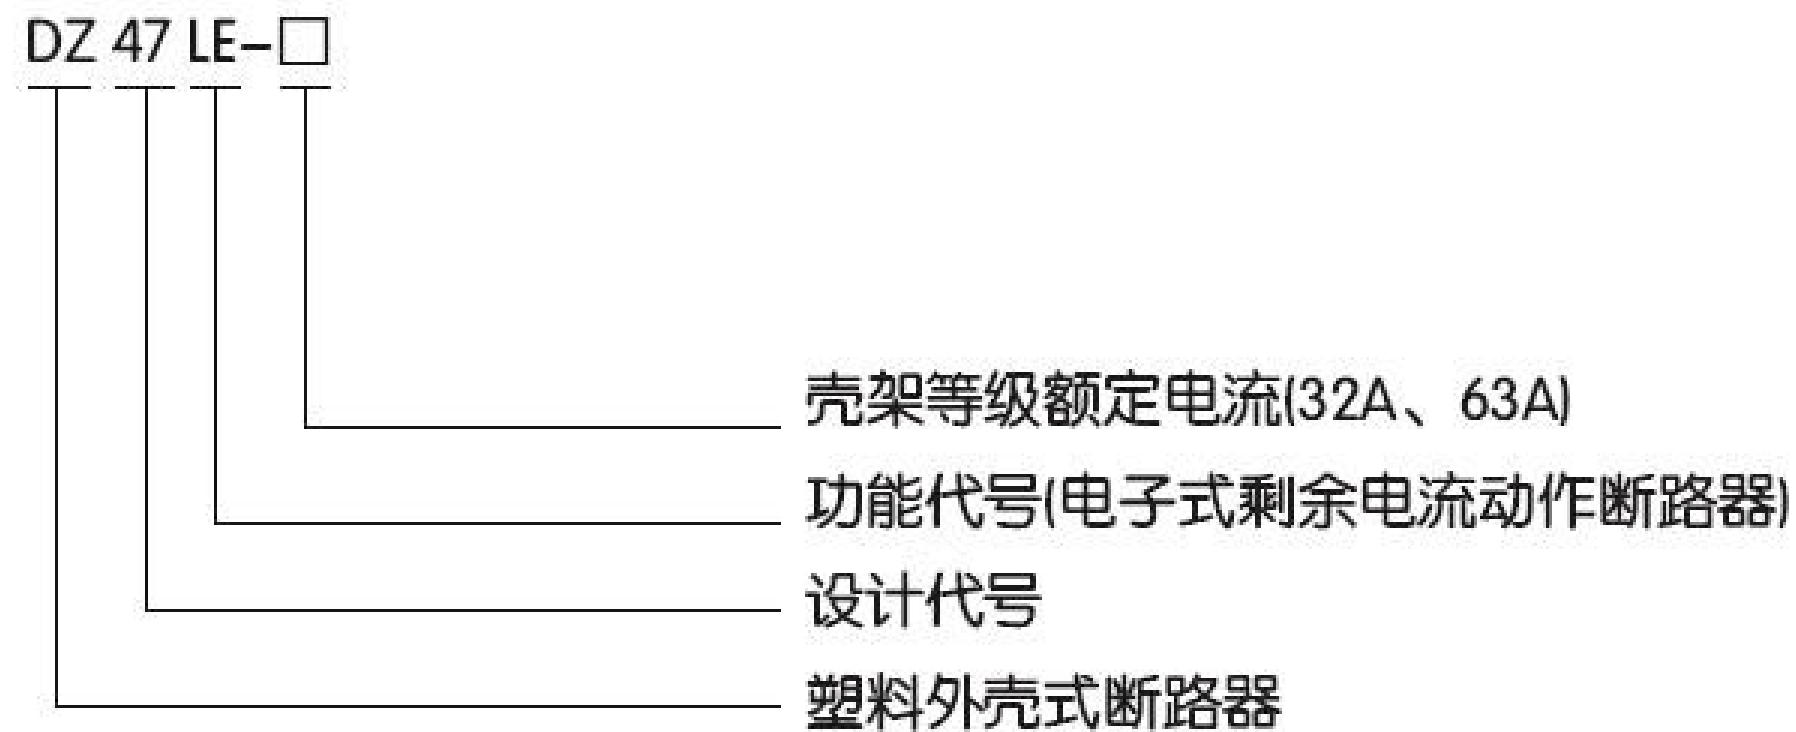 DZ 47 LE-□
壳架等级额定电流(32A、63A)
功能代号(电子式剩余电流动作断路器)
设计代号
塑料外壳式断路器